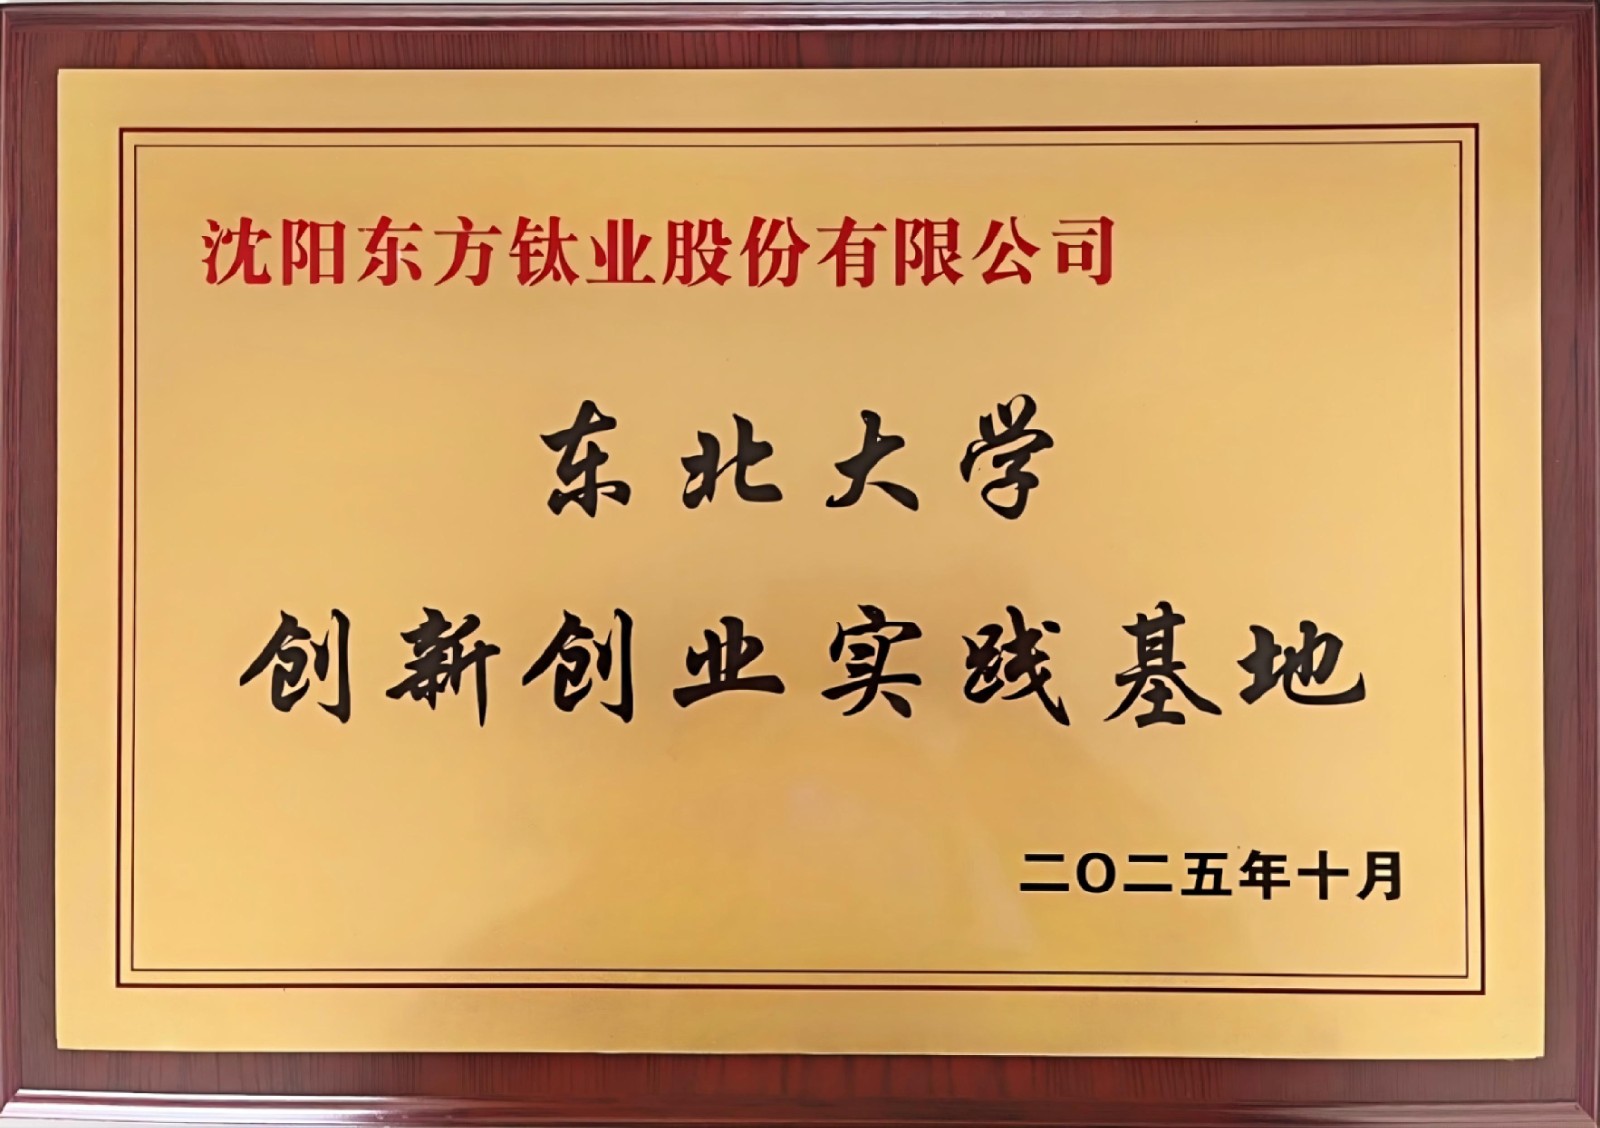 沈阳东方钛业股份有限公司
东北大学
创新创业实践基地
二〇二五年十月